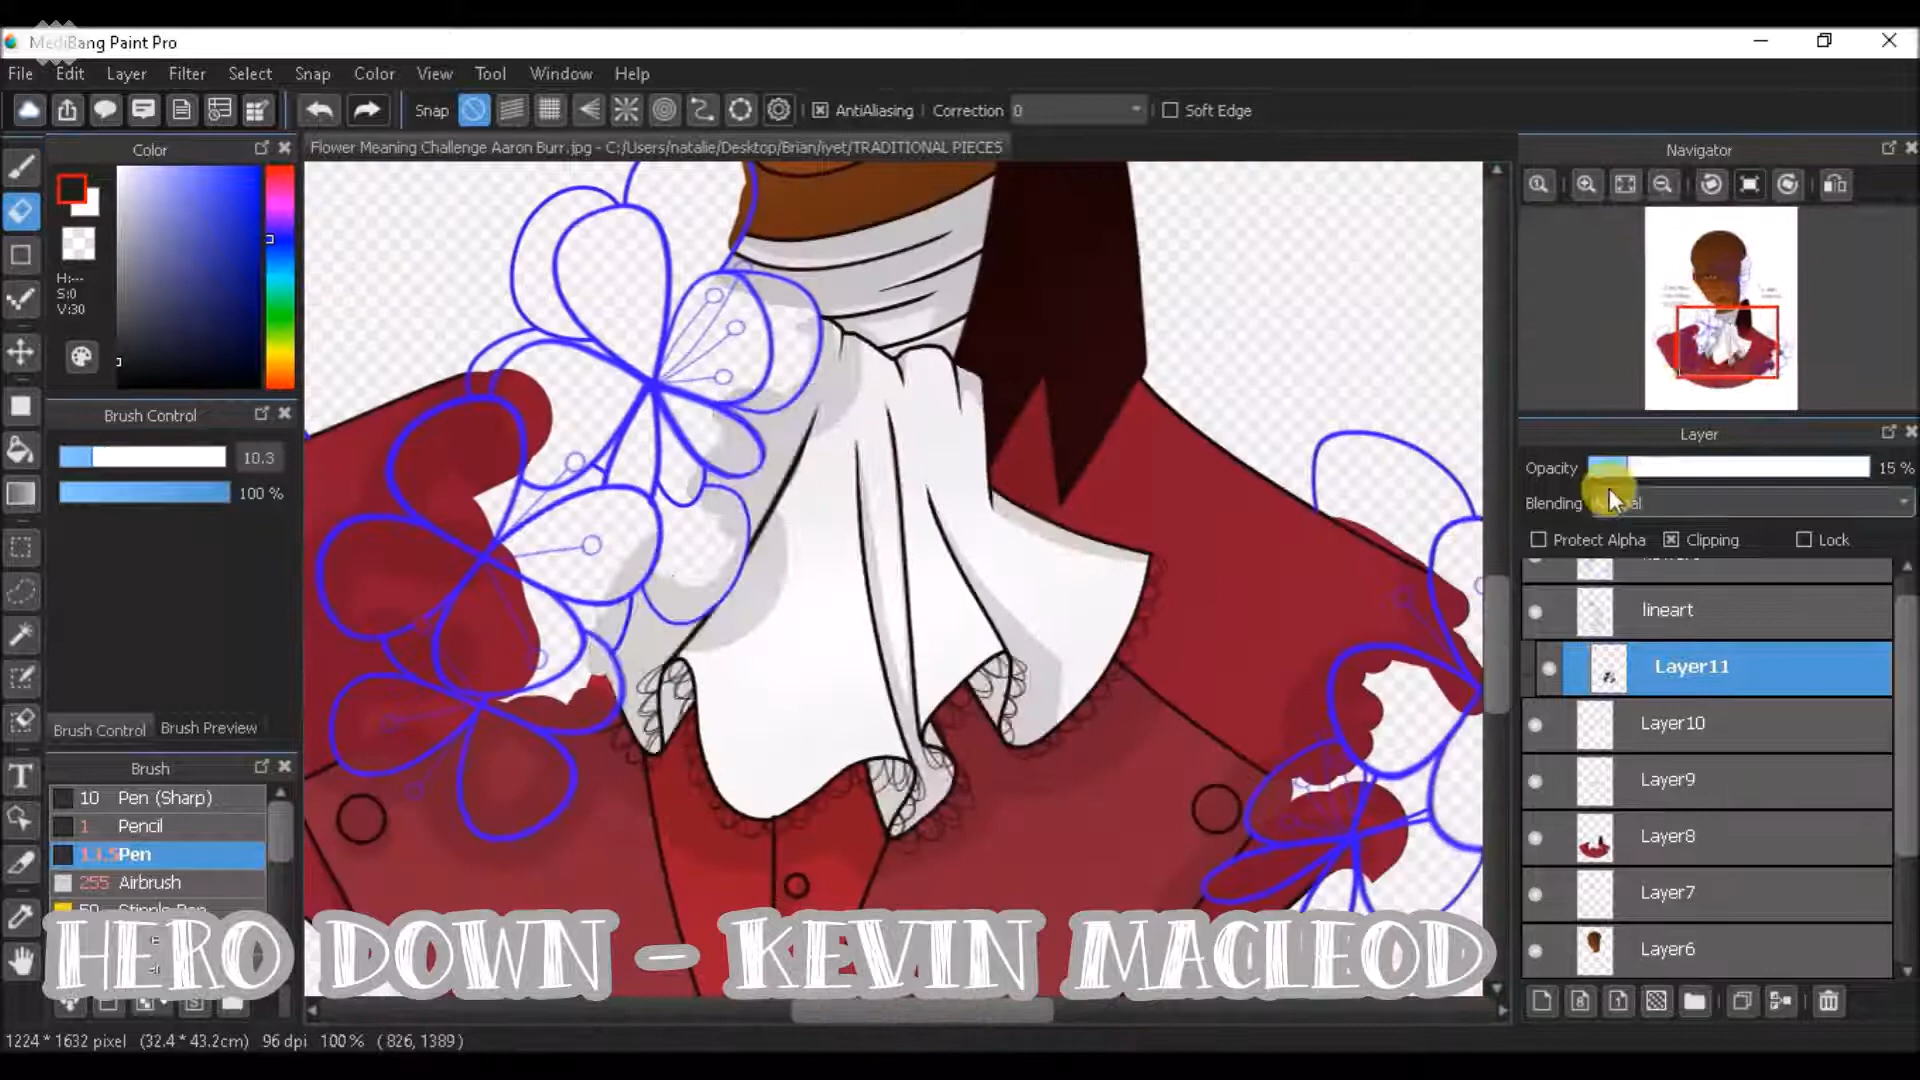 MediBang Paint Pro
File Edit Layer Filter Select Snap Color View Tool Window Help
Snap AntiAliasing Correction 0 Soft Edge
Color
Flower Meaning Challenge Aaron Burr.jpg - C:/Users/natalie/Desktop/Brian/iyet/TRADITIONAL PIECES
Navigator
H:---
S:0
V:30
Brush Control
10.3
100 %
Layer
Opacity 15 %
Blending
Protect Alpha Clipping Lock
lineart
Layer11
Layer10
Layer9
Layer8
Layer7
Layer6
Brush Control Brush Preview
Brush
10 Pen (Sharp)
1 Pencil
13.5 Pen
255 Airbrush
HERO DOWN - KEVIN MACLEOD
1224 * 1632 pixel (32.4 * 43.2cm) 96 dpi 100 % ( 826, 1389 )